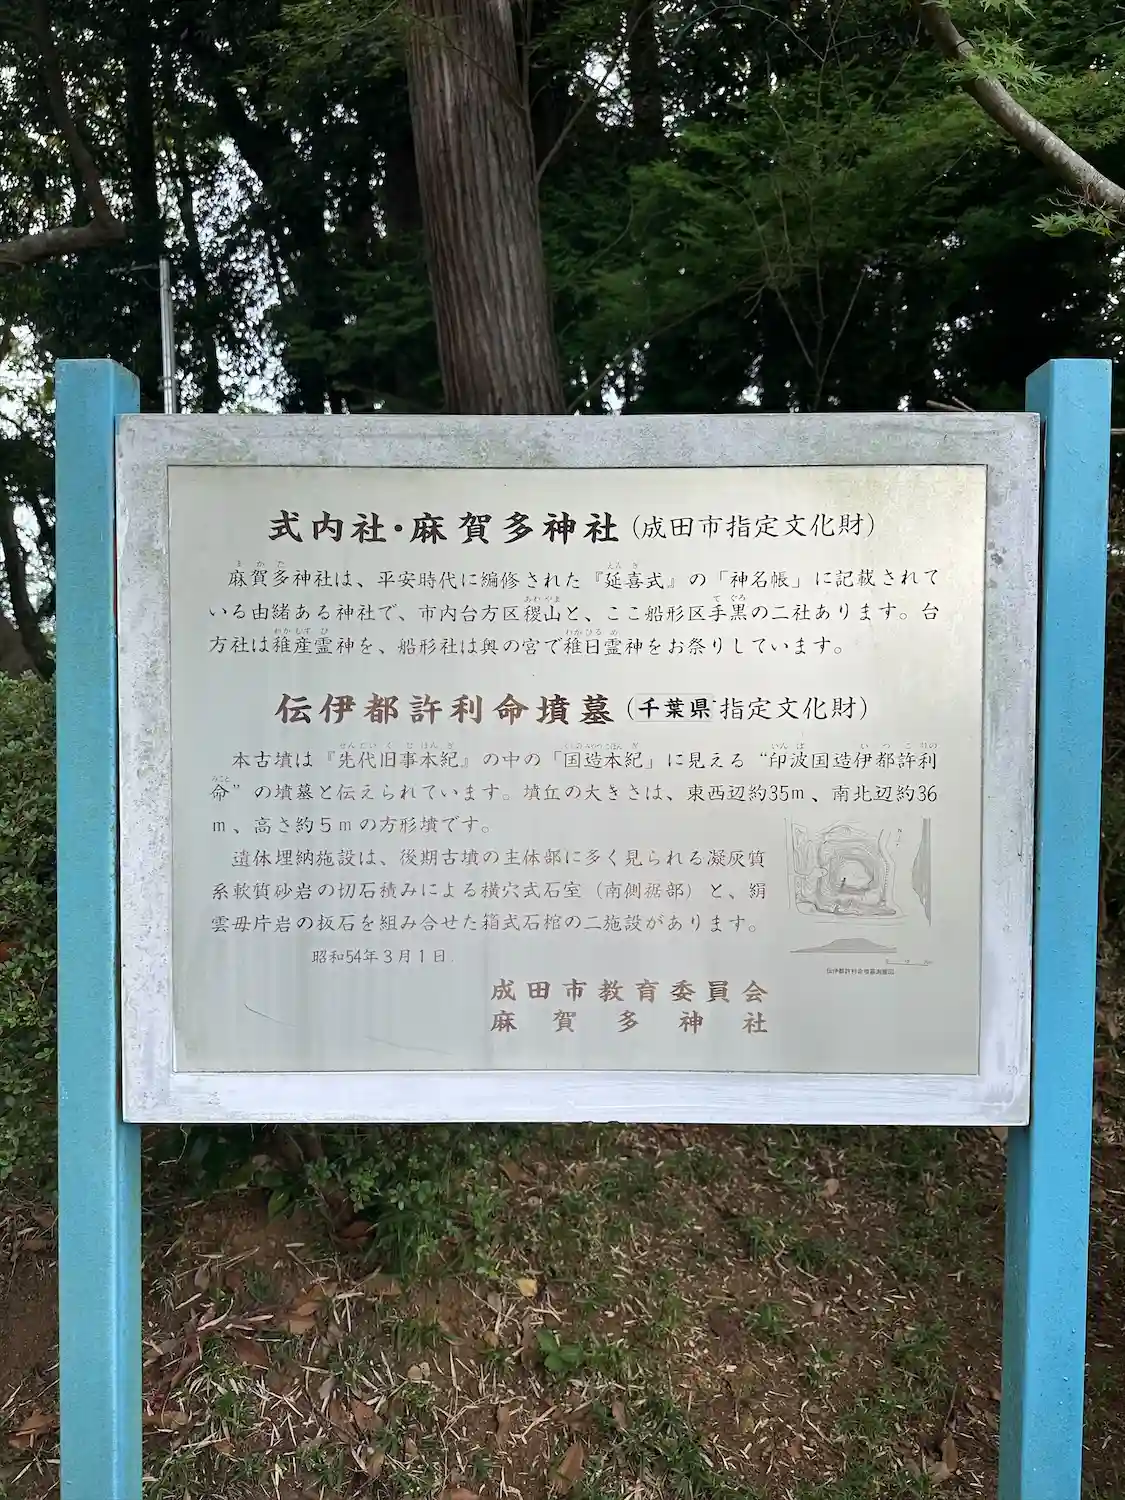 式内社・麻賀多神社(成田市指定文化財)
麻賀多神社は、平安時代に編修された『延喜式』の「神名帳」に記載されて
いる由緒ある神社で、市内台方区稷山と、ここ船形区手黒の二社あります。台
方社は稚産霊神を、船形社は奥の宮で稚日霊神をお祭りしています。
伝伊都許利命墳墓(千葉県指定文化財)
本古墳は『先代旧事本紀』の中の「国造本紀」に見える“印波国造伊都許利
命”の墳墓と伝えられています。墳丘の大きさは、東西辺約35m、南北辺約36
m、高さ約5mの方形墳です。
遺体埋納施設は、後期古墳の主体部に多く見られる凝灰質
系軟質砂岩の切石積みによる横穴式石室(南側裾部)と、絹
雲母片岩の板石を組み合せた箱式石棺の二施設があります。
昭和54年3月1日
伝伊都許利命墳墓測量図
成田市教育委員会
麻賀多神社